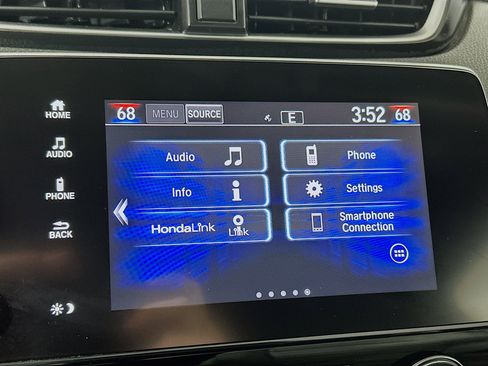 68 MENU SOURCE E 3:52 68
HOME
AUDIO
PHONE
BACK
Audio
Phone
Info
Settings
HondaLink
Link
Smartphone
Connection